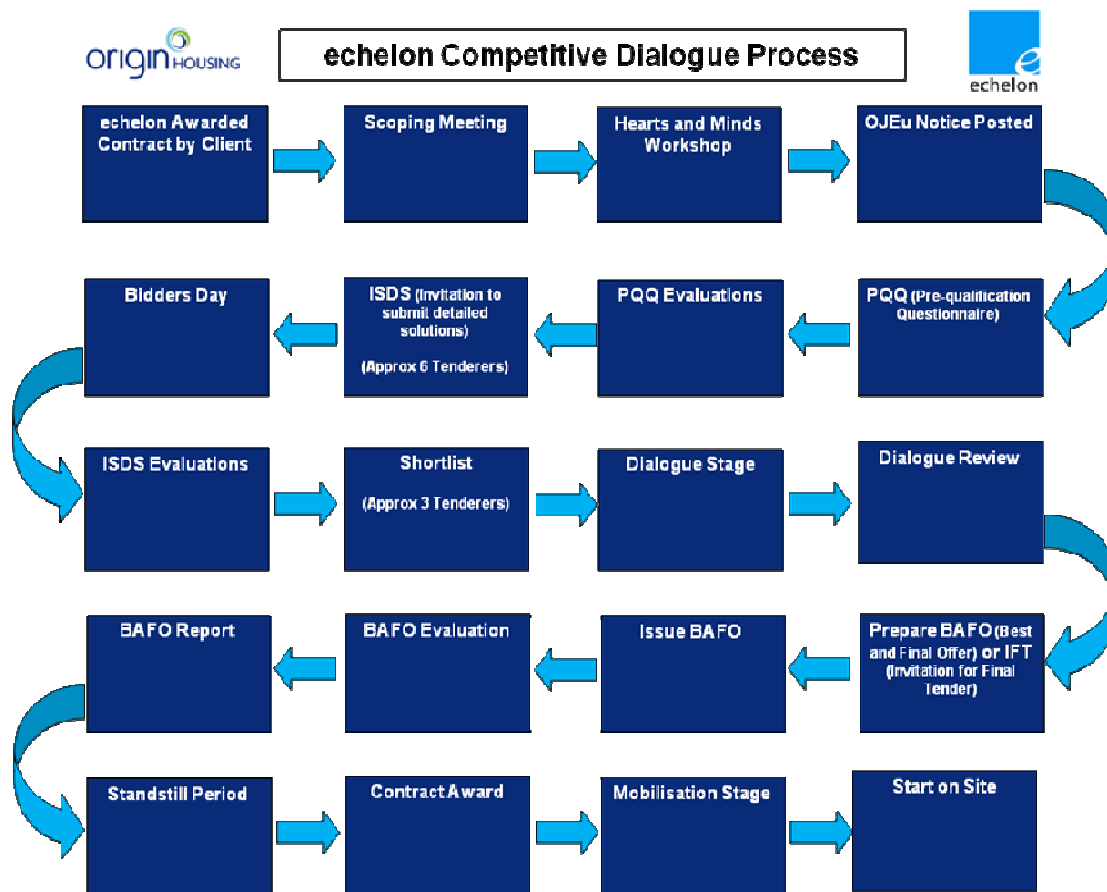 origin HOUSING
echelon Competitive Dialogue Process
e
echelon
echelon Awarded
Contract by Client
Scoping Meeting
Hearts and Minds
Workshop
OJEu Notice Posted
PQQ (Pre-qualification
Questionnaire)
PQQ Evaluations
ISDS (Invitation to
submit detailed
solutions)
(Approx 6 Tenderers)
Bidders Day
ISDS Evaluations
Shortlist
(Approx 3 Tenderers)
Dialogue Stage
Dialogue Review
Prepare BAFO (Best
and Final Offer) or IFT
(Invitation for Final
Tender)
Issue BAFO
BAFO Evaluation
BAFO Report
Standstill Period
Contract Award
Mobilisation Stage
Start on Site